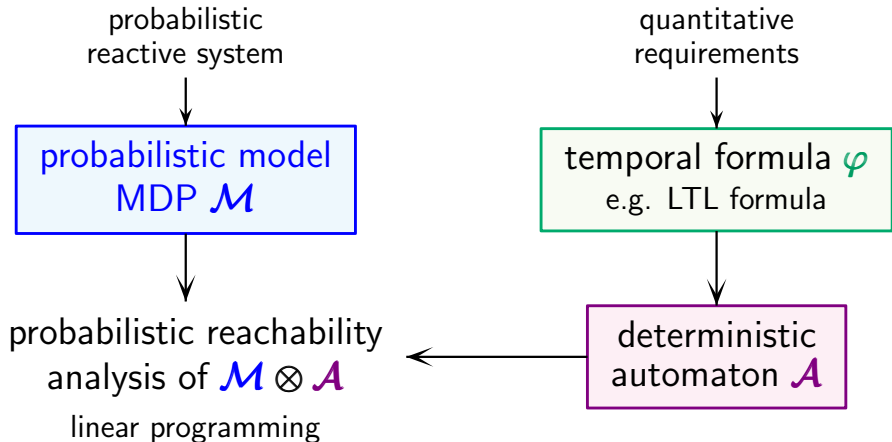 probabilistic
reactive system
quantitative
requirements
probabilistic model
MDP 𝓜
temporal formula φ
e.g. LTL formula
probabilistic reachability
analysis of 𝓜 ⊗ 𝓐
linear programming
deterministic
automaton 𝓐